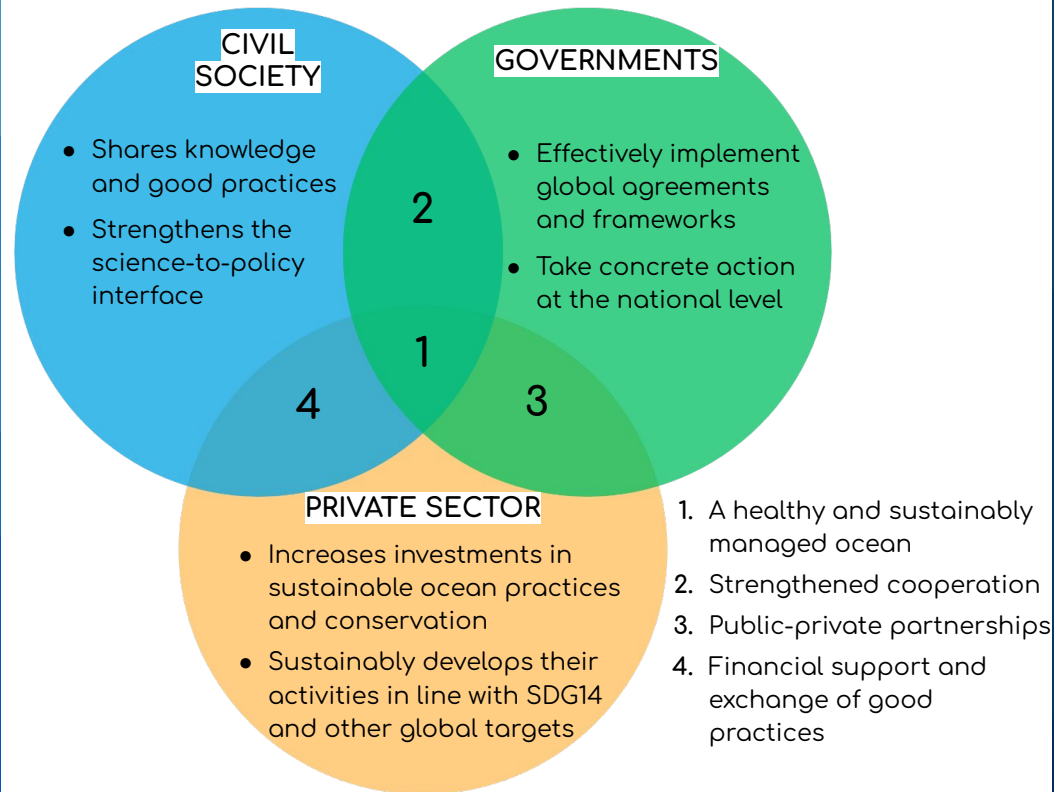 CIVIL
SOCIETY
● Shares knowledge
and good practices
● Strengthens the
science-to-policy
interface
GOVERNMENTS
● Effectively implement
global agreements
and frameworks
● Take concrete action
at the national level
2
1
4
3
PRIVATE SECTOR
● Increases investments in
sustainable ocean practices
and conservation
● Sustainably develops their
activities in line with SDG14
and other global targets
1. A healthy and sustainably
managed ocean
2. Strengthened cooperation
3. Public-private partnerships
4. Financial support and
exchange of good
practices